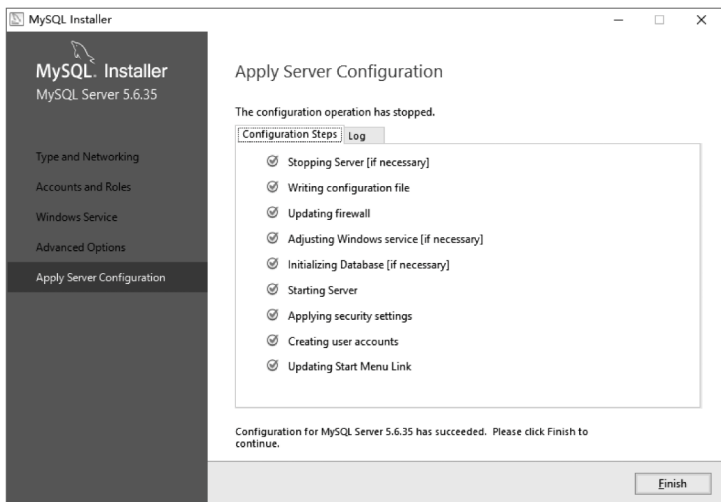 MySQL Installer
MySQL. Installer
MySQL Server 5.6.35
Type and Networking
Accounts and Roles
Windows Service
Advanced Options
Apply Server Configuration
Apply Server Configuration
The configuration operation has stopped.
Configuration Steps
Log
Stopping Server [if necessary]
Writing configuration file
Updating firewall
Adjusting Windows service [if necessary]
Initializing Database [if necessary]
Starting Server
Applying security settings
Creating user accounts
Updating Start Menu Link
Configuration for MySQL Server 5.6.35 has succeeded. Please click Finish to
continue.
Finish